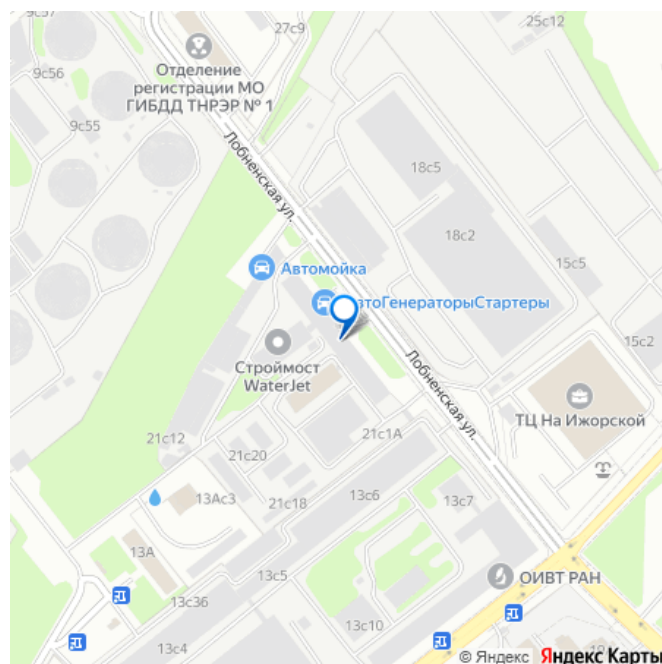 27с9
25с12
9с56
Отделение
регистрации МО
ГИБДД ТНРЭР № 1
9с55
Лобненская ул.
18с5
18с2
15с5
Автомойка
втоГенераторыСтартеры
15с2
Строймост
WaterJet
Лобненская ул.
ТЦ На Ижорской
21с12
21с1А
21с20
13Ас3
21с18
13с6
13с7
13А
13с5
ОИВТ РАН
13с36
13с10
13с4
© Яндекс Яндекс Карты